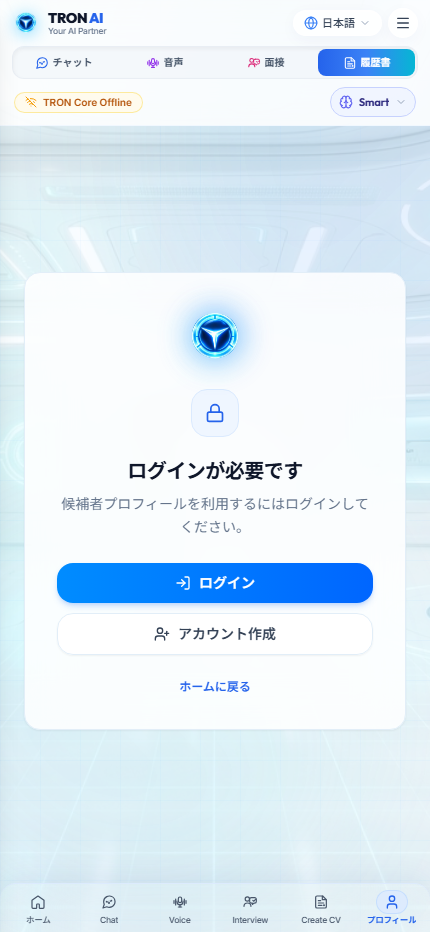 TRON AI
Your AI Partner
日本語
チャット
音声
面接
履歴書
TRON Core Offline
Smart
ログインが必要です
候補者プロフィールを利用するにはログインして
ください。
ログイン
アカウント作成
ホームに戻る
ホーム
Chat
Voice
Interview
Create CV
プロフィール